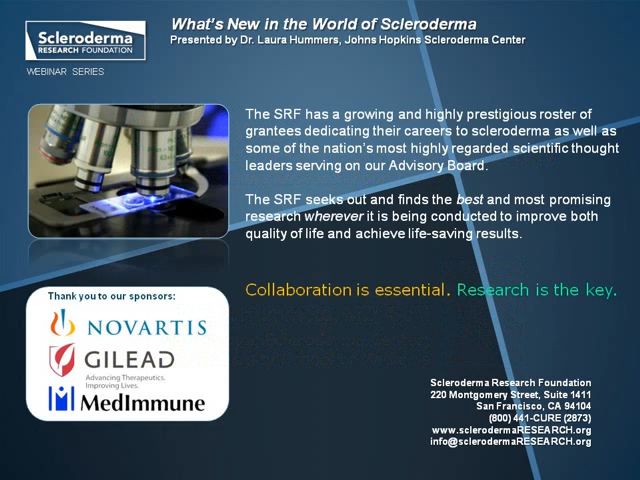 Scleroderma
RESEARCH FOUNDATION
WEBINAR SERIES
What's New in the World of Scleroderma
Presented by Dr. Laura Hummers, Johns Hopkins Scleroderma Center
The SRF has a growing and highly prestigious roster of
grantees dedicating their careers to scleroderma as well as
some of the nation's most highly regarded scientific thought
leaders serving on our Advisory Board.
The SRF seeks out and finds the best and most promising
research wherever it is being conducted to improve both
quality of life and achieve life-saving results.
Collaboration is essential. Research is the key.
Thank you to our sponsors:
NOVARTIS
GILEAD
Advancing Therapeutics.
Improving Lives.
MedImmune
Scleroderma Research Foundation
220 Montgomery Street, Suite 1411
San Francisco, CA 94104
(800) 441-CURE (2873)
www.sclerodermaRESEARCH.org
info@sclerodermaRESEARCH.org